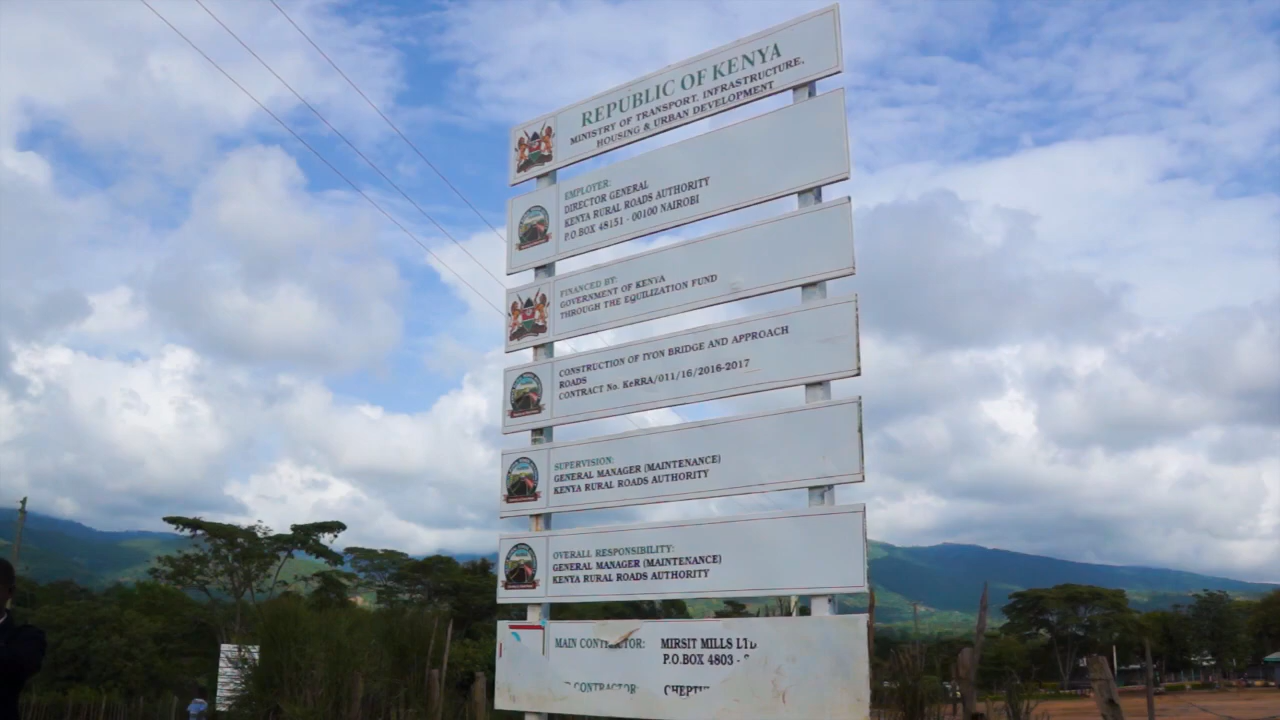 REPUBLIC OF KENYA
MINISTRY OF TRANSPORT, INFRASTRUCTURE,
HOUSING & URBAN DEVELOPMENT
EMPLOYER:
DIRECTOR GENERAL
KENYA RURAL ROADS AUTHORITY
P.O.BOX 48151 - 00100 NAIROBI
FINANCED BY:
GOVERNMENT OF KENYA
THROUGH THE EQUILIZATION FUND
CONSTRUCTION OF IYON BRIDGE AND APPROACH
ROADS
CONTRACT No. KeRRA/011/16/2016-2017
SUPERVISION:
GENERAL MANAGER (MAINTENANCE)
KENYA RURAL ROADS AUTHORITY
OVERALL RESPONSIBILITY:
GENERAL MANAGER (MAINTENANCE)
KENYA RURAL ROADS AUTHORITY
MAIN CONTRACTOR: MIRSIT MILLS LTD
P.O.BOX 4803 -
CONTRACTOR: